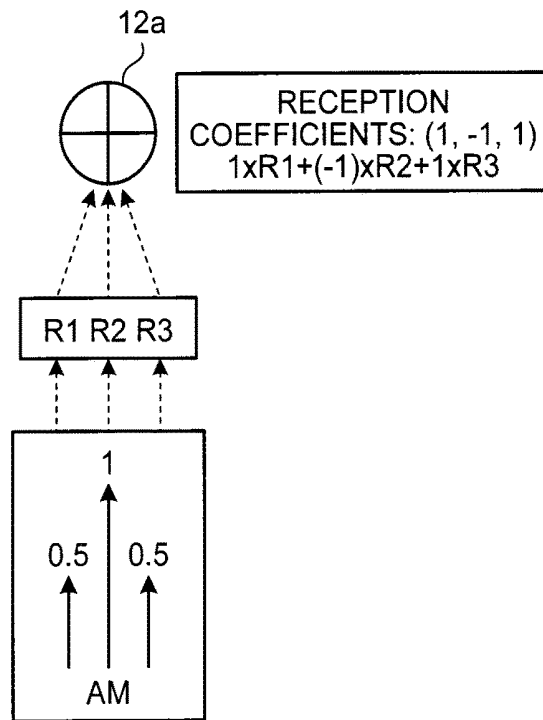 12a
RECEPTION
COEFFICIENTS: (1, -1, 1)
1xR1+(-1)xR2+1xR3
R1 R2 R3
1
0.5 0.5
AM